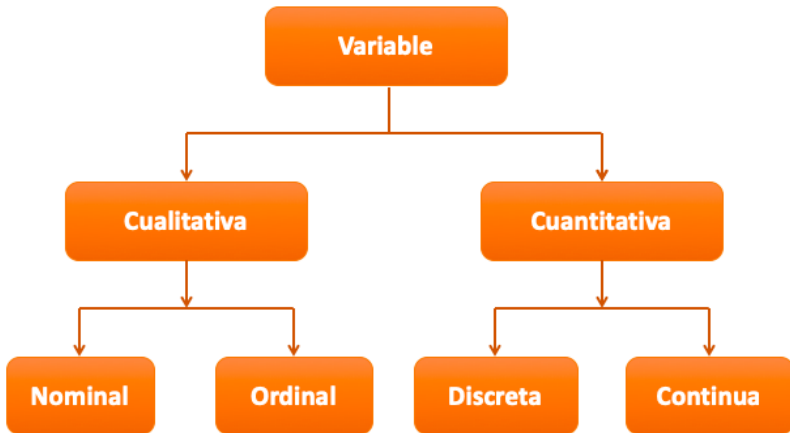 Variable
Cualitativa
Cuantitativa
Nominal
Ordinal
Discreta
Continua